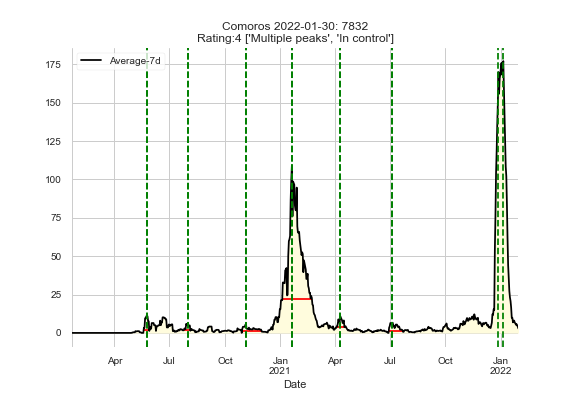 Comoros 2022-01-30: 7832
Rating:4 ['Multiple peaks', 'In control']
Average-7d
175
150
125
100
75
50
25
0
Apr Jul Oct Jan Apr Jul Oct Jan
2021 2022
Date